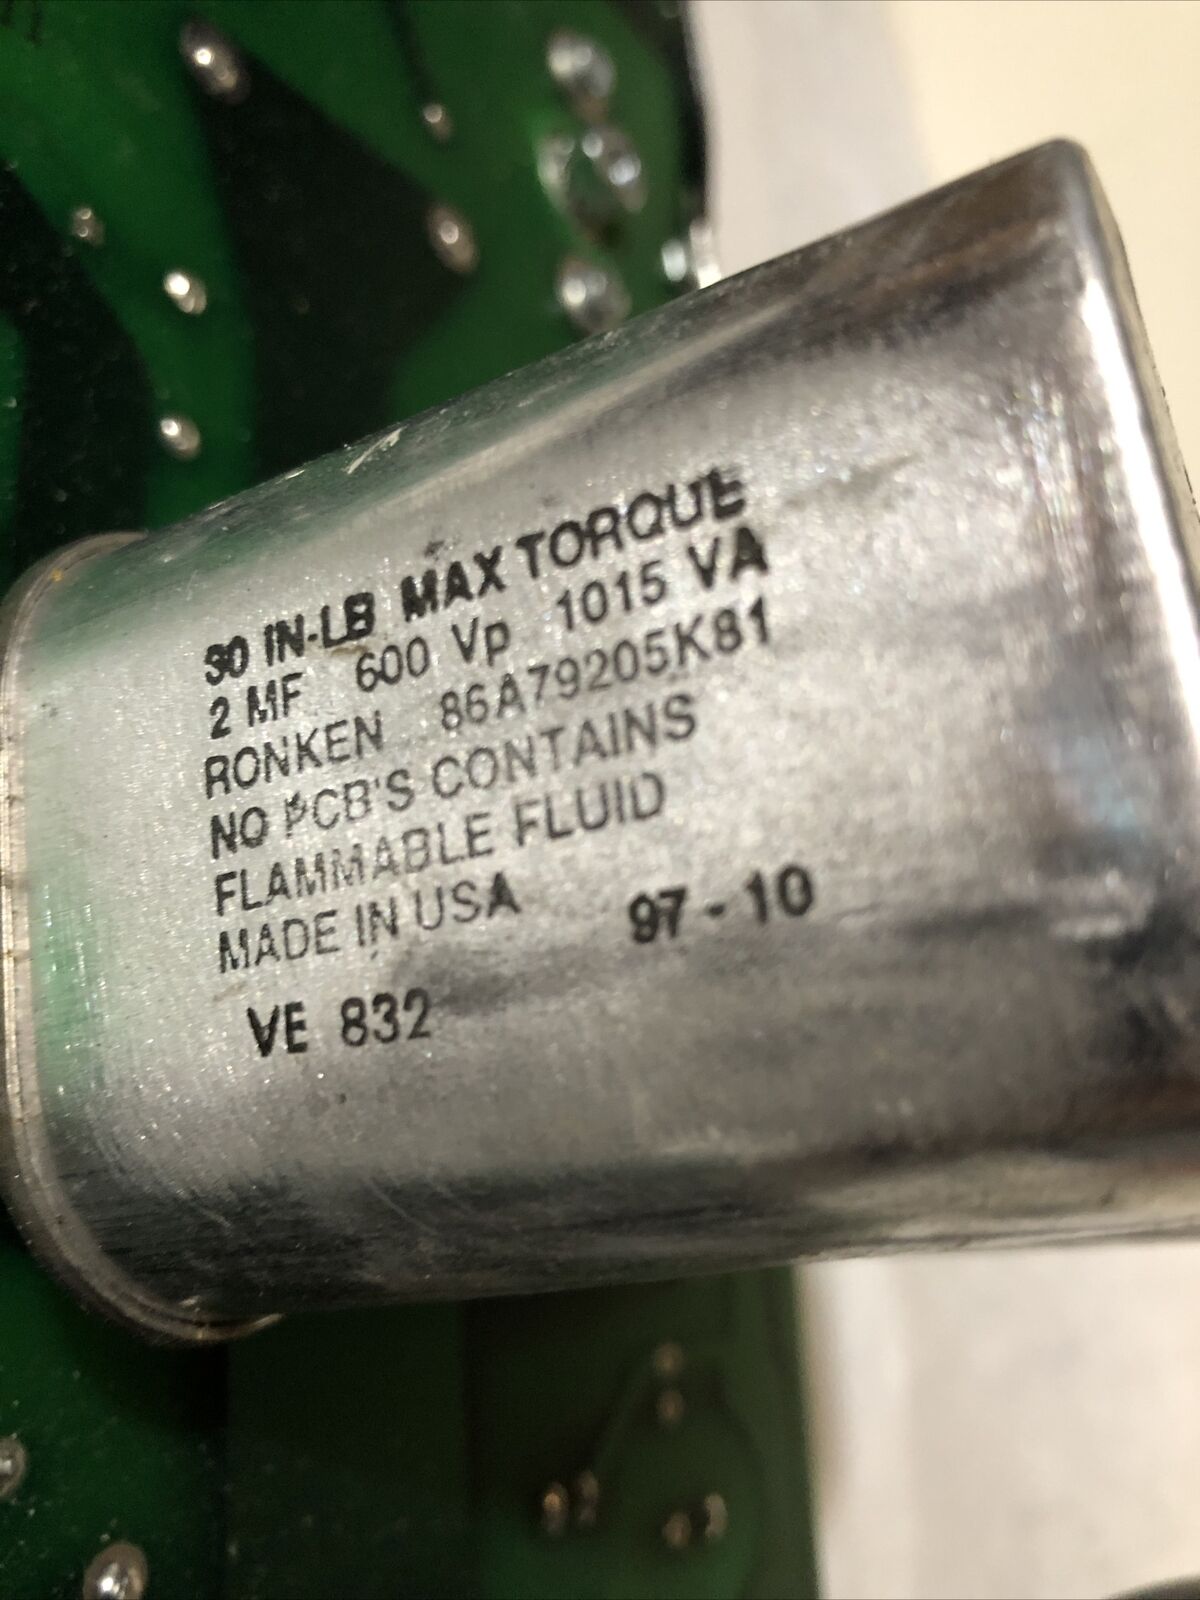 30 IN-LB MAX TORQUE
2 MF 600 Vp 1015 VA
RONKEN 86A79205K81
NO PCB'S CONTAINS
FLAMMABLE FLUID
MADE IN USA 97-10
VE 832